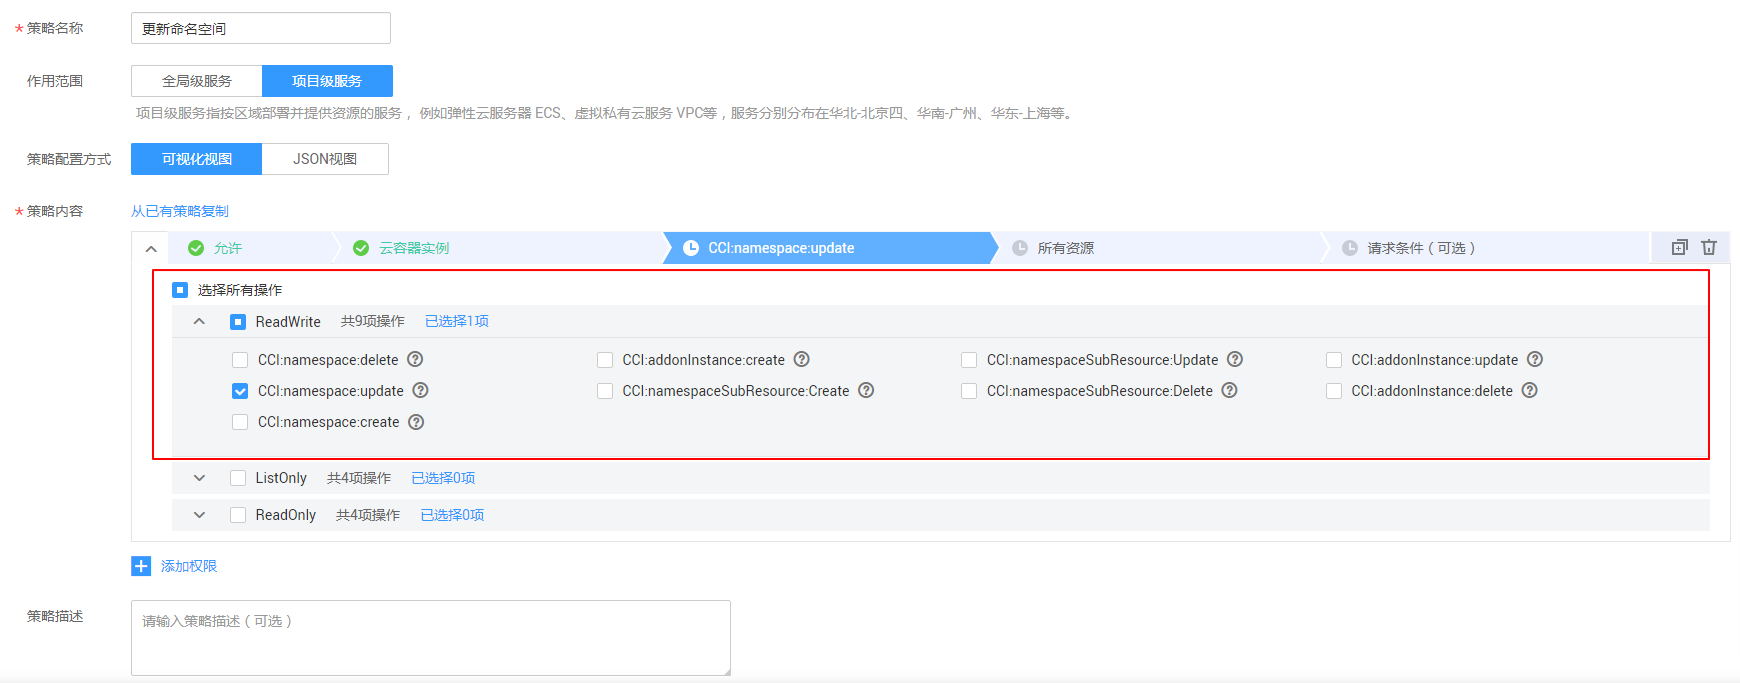 * 策略名称 更新命名空间
作用范围 全局级服务 项目级服务
项目级服务指按区域部署并提供资源的服务，例如弹性云服务器 ECS、虚拟私有云服务 VPC等，服务分别分布在华北-北京四、华南-广州、华东-上海等。
策略配置方式 可视化视图 JSON视图
* 策略内容 从已有策略复制
允许 云容器实例 CCI:namespace:update 所有资源 请求条件（可选）
选择所有操作
ReadWrite 共9项操作 已选择1项
CCI:namespace:delete CCI:addonInstance:create CCI:namespaceSubResource:Update CCI:addonInstance:update
CCI:namespace:update CCI:namespaceSubResource:Create CCI:namespaceSubResource:Delete CCI:addonInstance:delete
CCI:namespace:create
ListOnly 共4项操作 已选择0项
ReadOnly 共4项操作 已选择0项
添加权限
策略描述 请输入策略描述（可选）